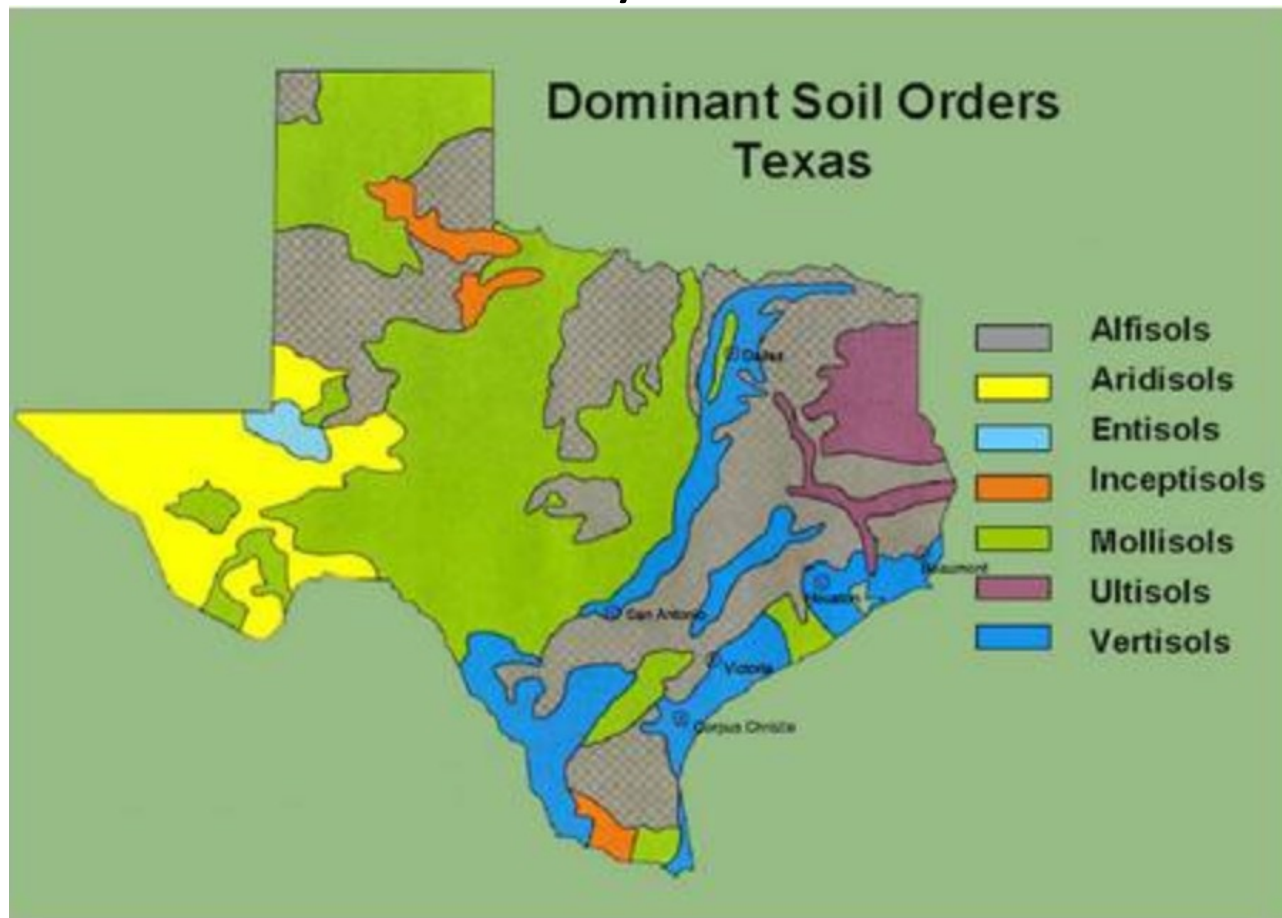 Dominant Soil Orders
Texas
Alfisols
Aridisols
Entisols
Inceptisols
Mollisols
Ultisols
Vertisols
Dallas
Beaumont
Houston
San Antonio
Victoria
Corpus Christie